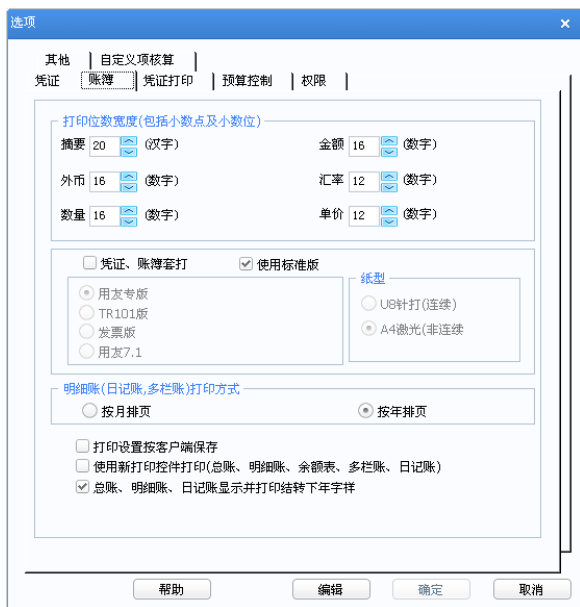 选项
其他 自定义项核算
凭证 账簿 凭证打印 预算控制 权限
打印位数宽度(包括小数点及小数位)
摘要 20 (汉字) 金额 16 (数字)
外币 16 (数字) 汇率 12 (数字)
数量 16 (数字) 单价 12 (数字)
凭证、账簿套打 使用标准版
纸型
用友专版
TR101版
发票版
用友7.1
U8针打(连续)
A4激光(非连续
明细账(日记账,多栏账)打印方式
按月排页 按年排页
打印设置按客户端保存
使用新打印控件打印(总账、明细账、余额表、多栏账、日记账)
总账、明细账、日记账显示并打印结转下年字样
帮助 编辑 确定 取消